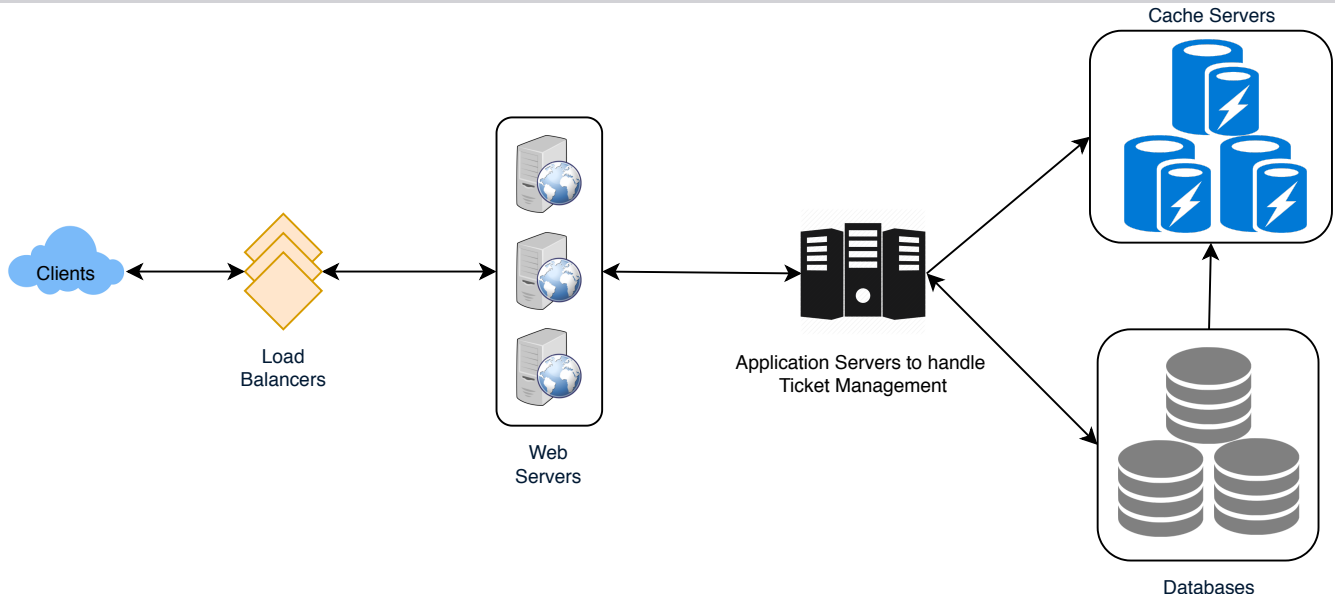 Cache Servers
Clients
Load
Balancers
Web
Servers
Application Servers to handle
Ticket Management
Databases